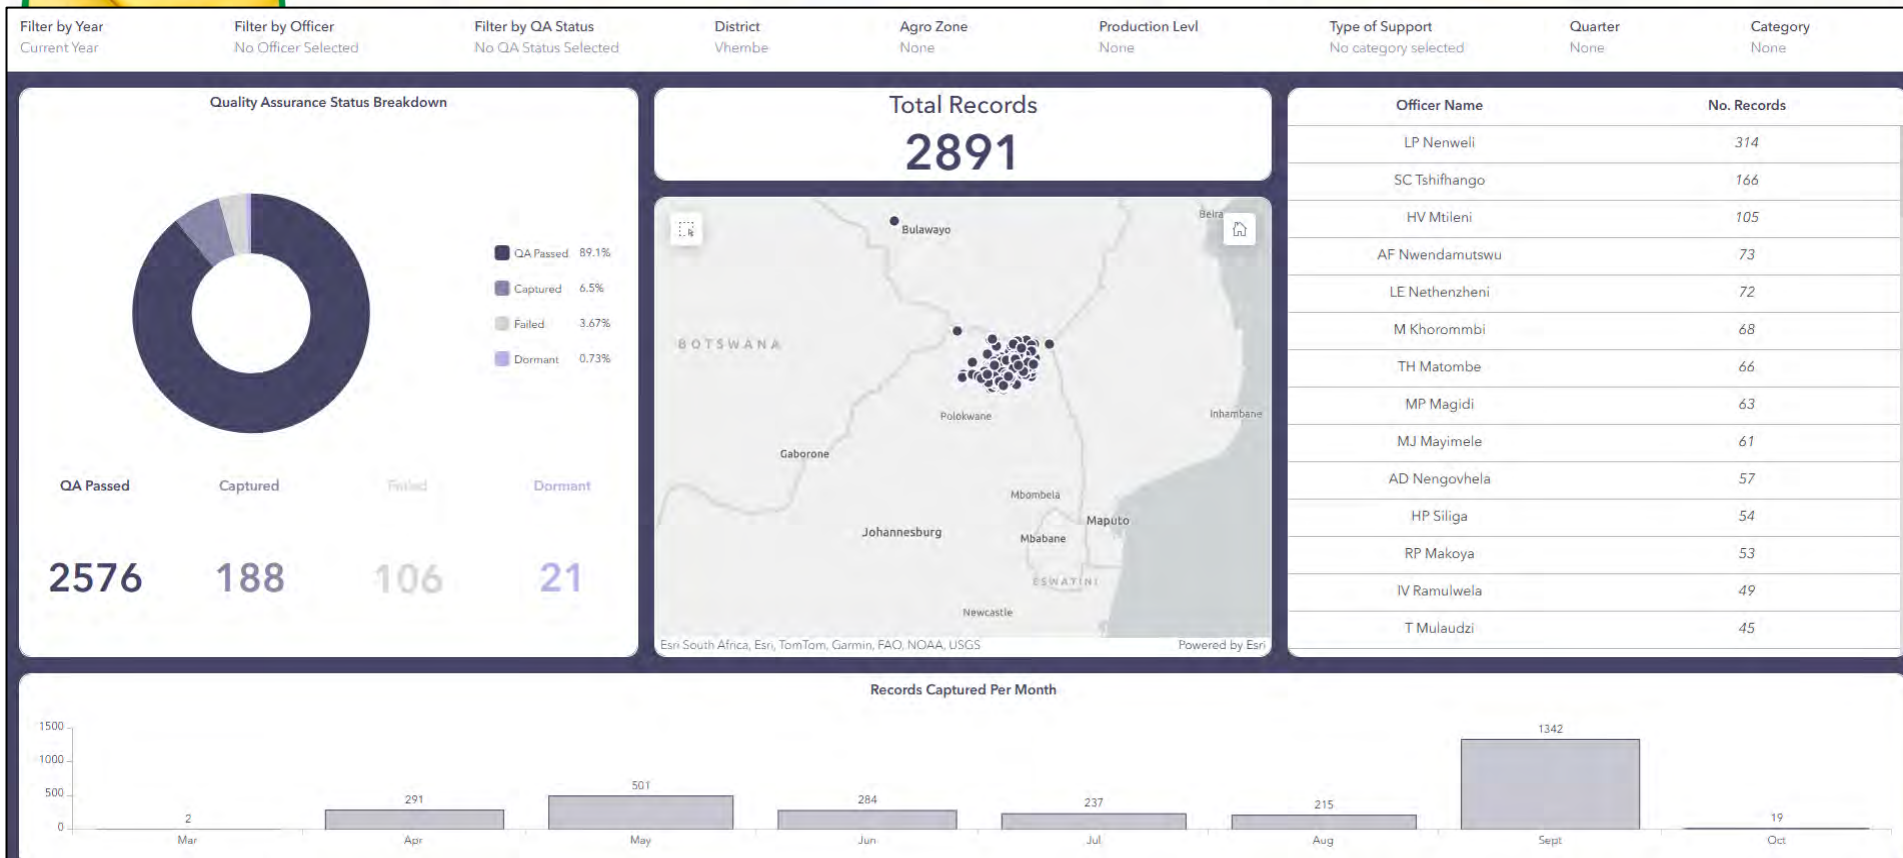 Filter by Year
Current Year
Filter by Officer
No Officer Selected
Filter by QA Status
No QA Status Selected
District
Vhembe
Agro Zone
None
Production Levl
None
Type of Support
No category selected
Quarter
None
Category
None
Quality Assurance Status Breakdown
QA Passed 89.1%
Captured 6.5%
Failed 3.67%
Dormant 0.73%
QA Passed
Captured
Failed
Dormant
2576
188
106
21
Total Records
2891
Beira
Bulawayo
BOTSWANA
Polokwane
Inhambane
Gaborone
Mbombela
Maputo
Johannesburg
Mbabane
ESWATINI
Newcastle
Esri South Africa, Esri, TomTom, Garmin, FAO, NOAA, USGS
Powered by Esri
Officer Name No. Records
LP Nenweli 314
SC Tshifhango 166
HV Mtileni 105
AF Nwendamutswu 73
LE Nethenzheni 72
M Khorommbi 68
TH Matombe 66
MP Magidi 63
MJ Mayimele 61
AD Nengovhela 57
HP Siliga 54
RP Makoya 53
IV Ramulwela 49
T Mulaudzi 45
Records Captured Per Month
1500
1000
500
0
2
291
501
284
237
215
1342
19
Mar
Apr
May
Jun
Jul
Aug
Sept
Oct